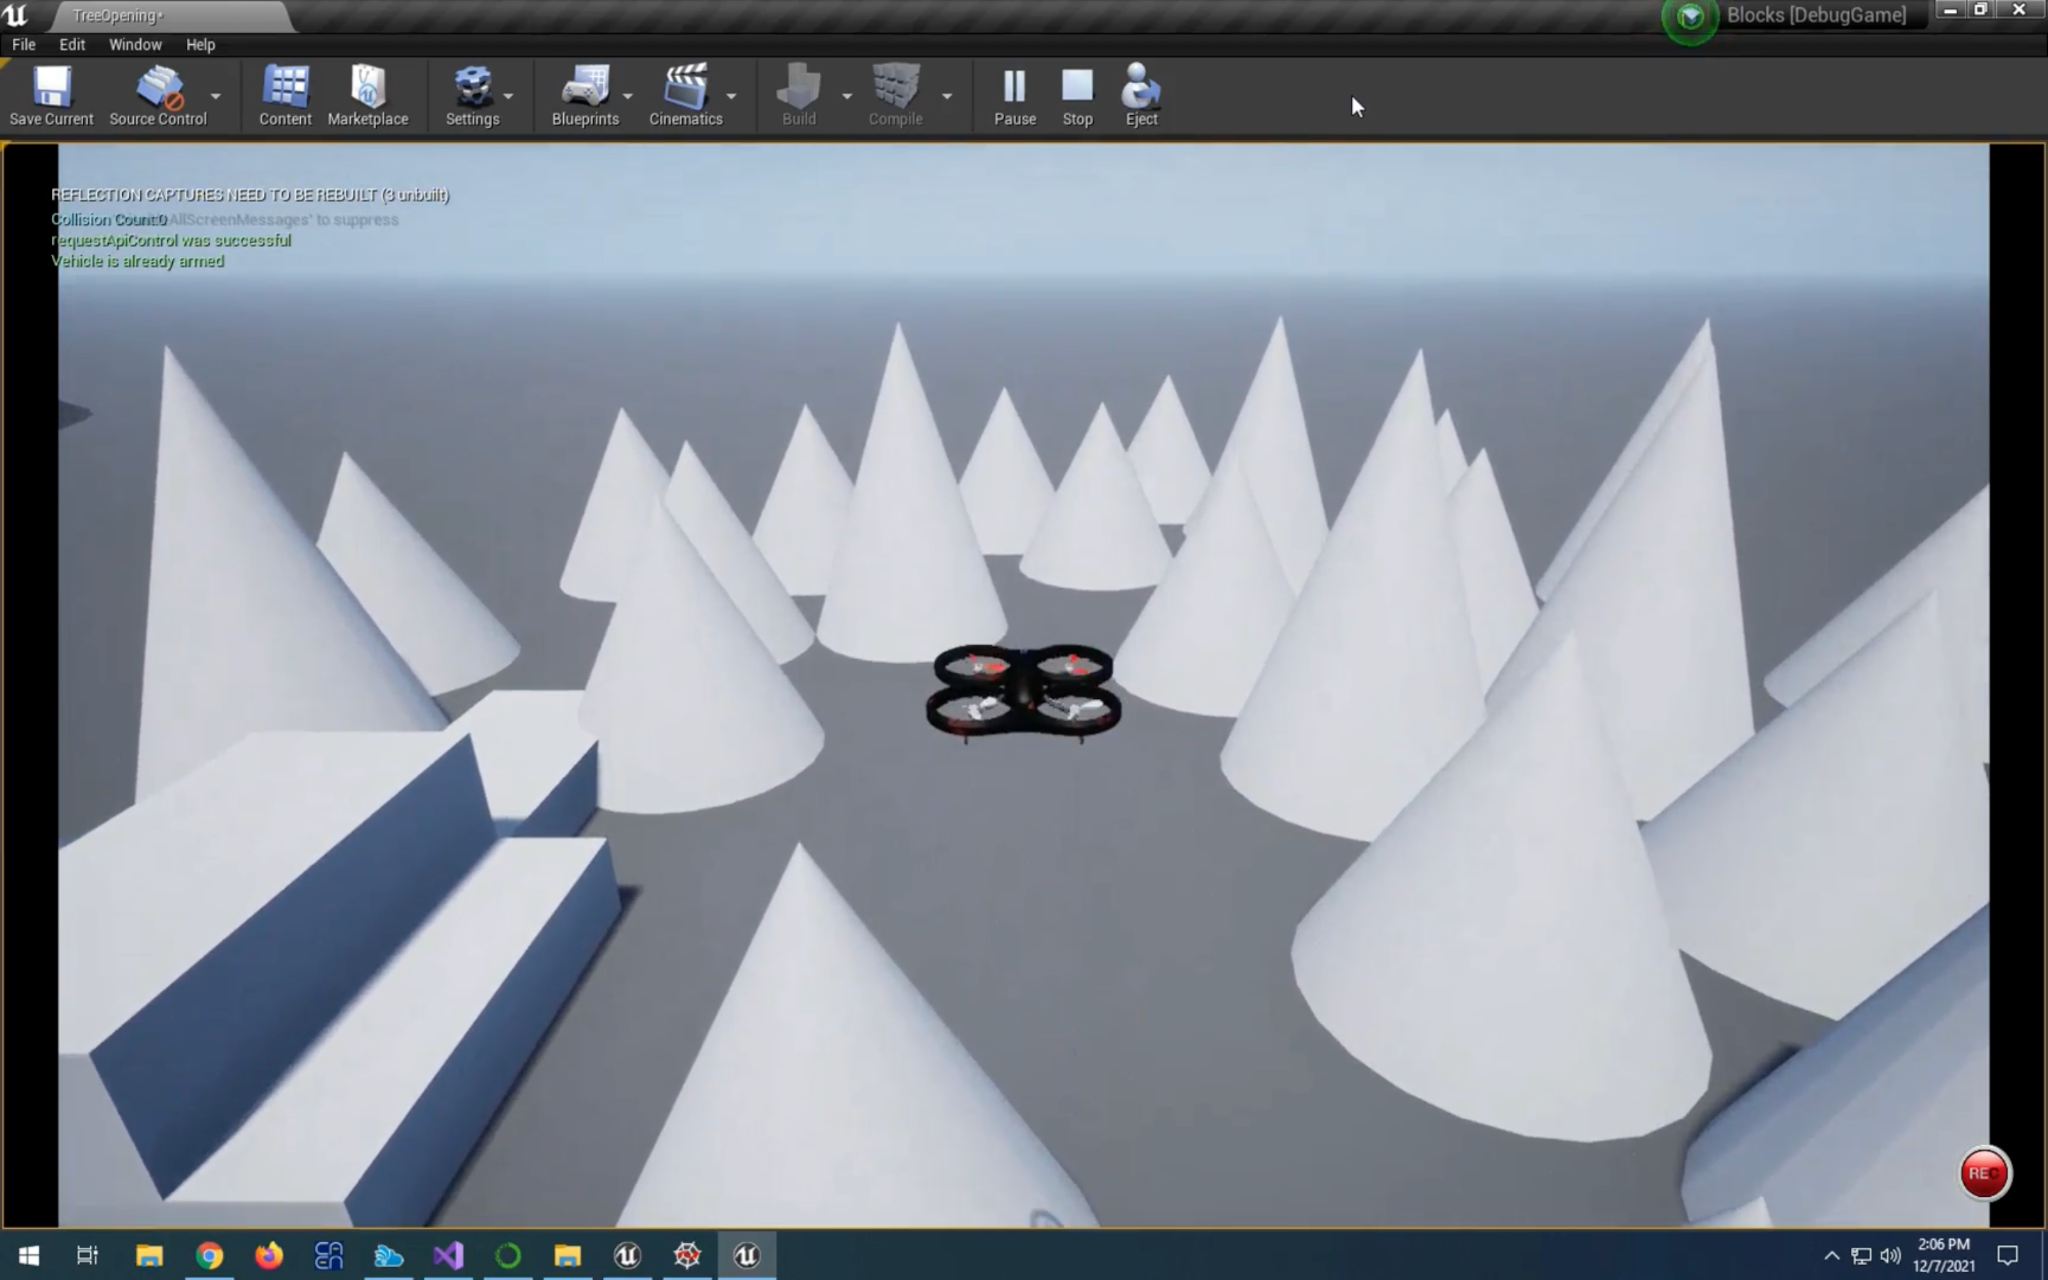 TreeOpening*
Blocks [DebugGame]
File Edit Window Help
Save Current Source Control Content Marketplace Settings Blueprints Cinematics Build Compile Pause Stop Eject
REFLECTION CAPTURES NEED TO BE REBUILT (3 unbuilt)
Collision Count:0 AllScreenMessages' to suppress
requestApiControl was successful
Vehicle is already armed
REC
2:06 PM
12/7/2021